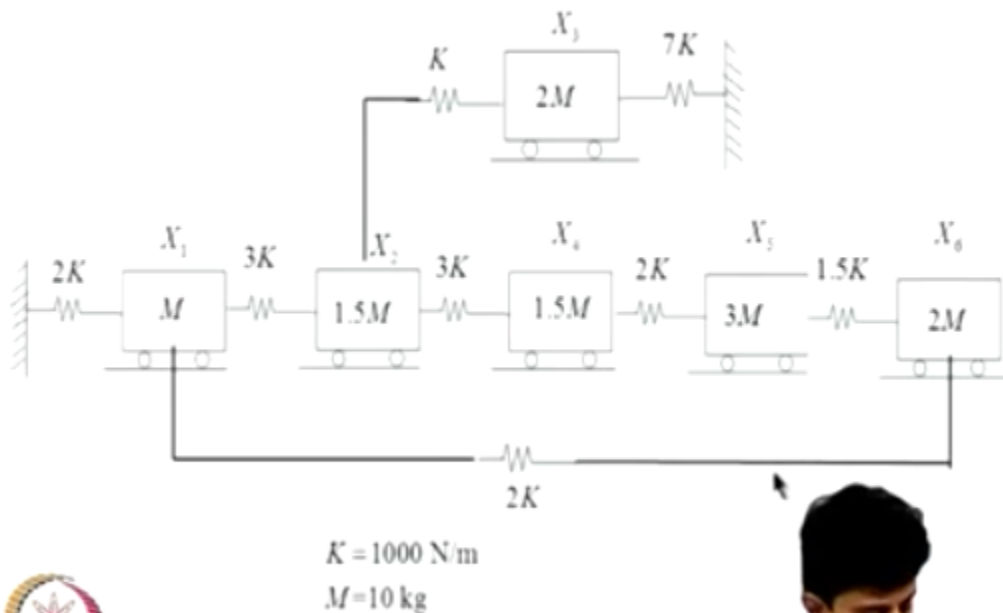 X₃
K
7K
2M
X₁
X₂
X₄
X₅
X₆
2K
3K
3K
2K
1.5K
M
1.5M
1.5M
3M
2M
2K
K = 1000 N/m
M=10 kg